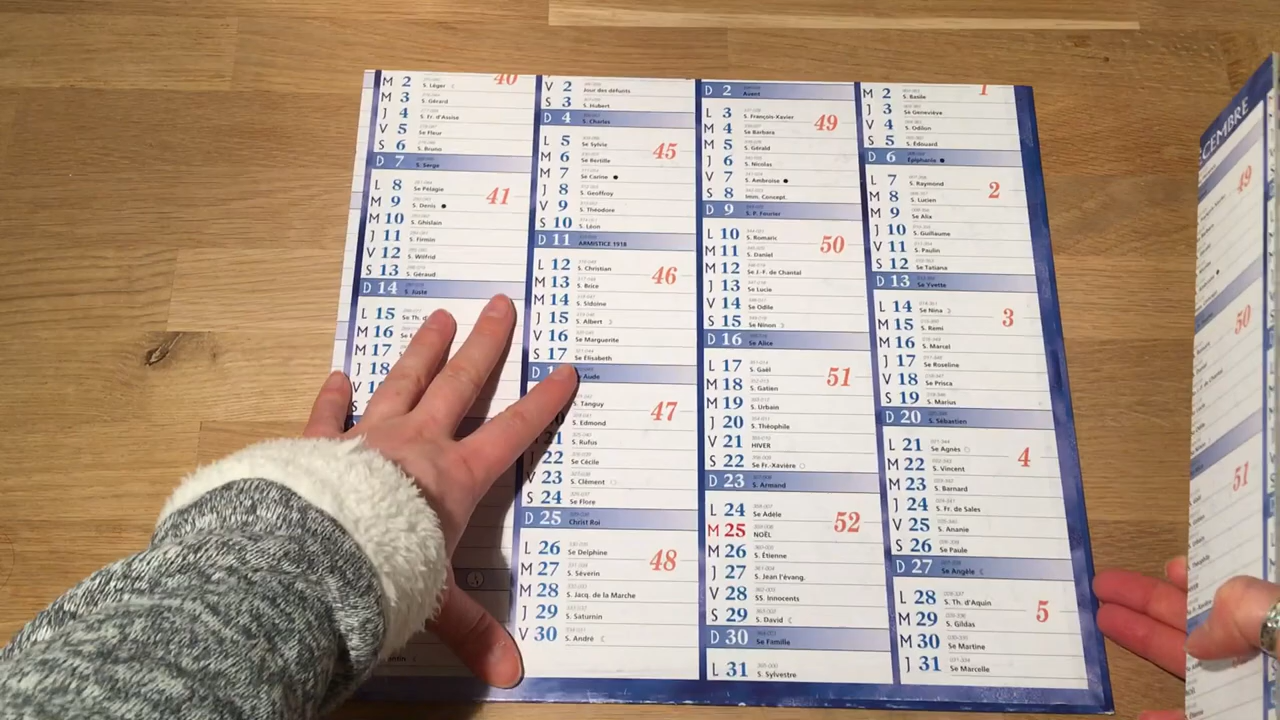 M 2 S. Léger 40
M 3 S. Gérard
J 4 S. Fr. d'Assise
V 5 Se Fleur
S 6 S. Bruno
D 7 S. Serge
L 8 Se Pélagie 41
M 9 S. Denis
M 10 S. Ghislain
J 11 S. Firmin
V 12 S. Wilfrid
S 13 S. Géraud
D 14 S. Juste
L 15 Se Th.
M 16
M 17
J 18
V
S
V 2 Jour des défunts
S 3 S. Hubert
D 4 S. Charles
L 5 Se Sylvie 45
M 6 Se Bertille
M 7 Se Carine
J 8 S. Geoffroy
V 9 S. Théodore
S 10 S. Léon
D 11 ARMISTICE 1918
L 12 S. Christian 46
M 13 S. Brice
M 14 S. Sidoine
J 15 S. Albert
V 16 Se Marguerite
S 17 Se Élisabeth
D Aude
S. Tanguy 47
S. Edmond
21 S. Rufus
J 22 Se Cécile
V 23 S. Clément
S 24 Se Flore
D 25 Christ Roi
L 26 Se Delphine 48
M 27 S. Séverin
M 28 S. Jacq. de la Marche
J 29 S. Saturnin
V 30 S. André
D 2 Avent
L 3 S. François-Xavier 49
M 4 Se Barbara
M 5 S. Gérald
J 6 S. Nicolas
V 7 S. Ambroise
S 8 Imm. Concept.
D 9 S. P. Fourier
L 10 S. Romaric 50
M 11 S. Daniel
M 12 Se J.-F. de Chantal
J 13 Se Lucie
V 14 Se Odile
S 15 Se Ninon
D 16 Se Alice
L 17 S. Gaël 51
M 18 S. Gatien
M 19 S. Urbain
J 20 S. Théophile
V 21 HIVER
S 22 Se Fr.-Xavière
D 23 S. Armand
L 24 Se Adèle 52
M 25 NOËL
M 26 S. Étienne
J 27 S. Jean l'évang.
V 28 SS. Innocents
S 29 S. David
D 30 Se Famille
L 31 S. Sylvestre
M 2 S. Basile 1
J 3 Se Geneviève
V 4 S. Odilon
S 5 S. Édouard
D 6 Épiphanie
L 7 S. Raymond 2
M 8 S. Lucien
M 9 Se Alix
J 10 S. Guillaume
V 11 S. Paulin
S 12 Se Tatiana
D 13 Se Yvette
L 14 Se Nina 3
M 15 S. Remi
M 16 S. Marcel
J 17 Se Roseline
V 18 Se Prisca
S 19 S. Marius
D 20 S. Sébastien
L 21 Se Agnès 4
M 22 S. Vincent
M 23 S. Barnard
J 24 S. Fr. de Sales
V 25 S. Ananie
S 26 Se Paule
D 27 Se Angèle
L 28 S. Th. d'Aquin 5
M 29 S. Gildas
M 30 Se Martine
J 31 Se Marcelle
CEMBRE
49
50
51